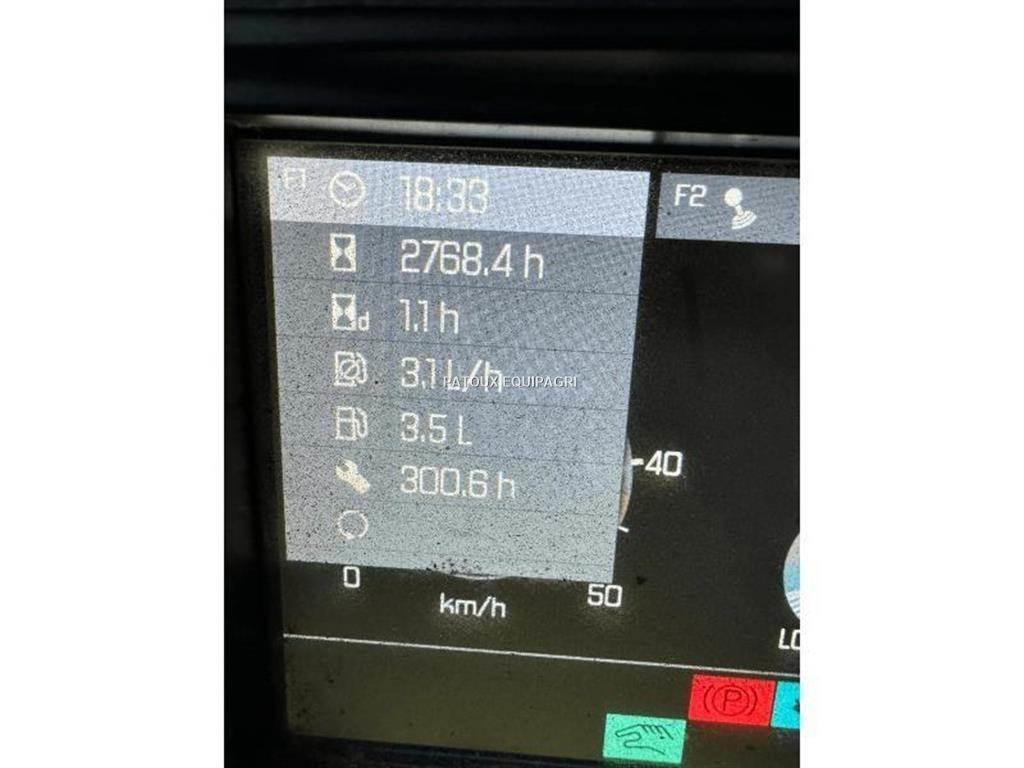 F1 18:33
F2
2768.4 h
d 1.1 h
3.1 L/h
PATOUX EQUIPAGRI
3.5 L
40
300.6 h
0
50
km/h
P